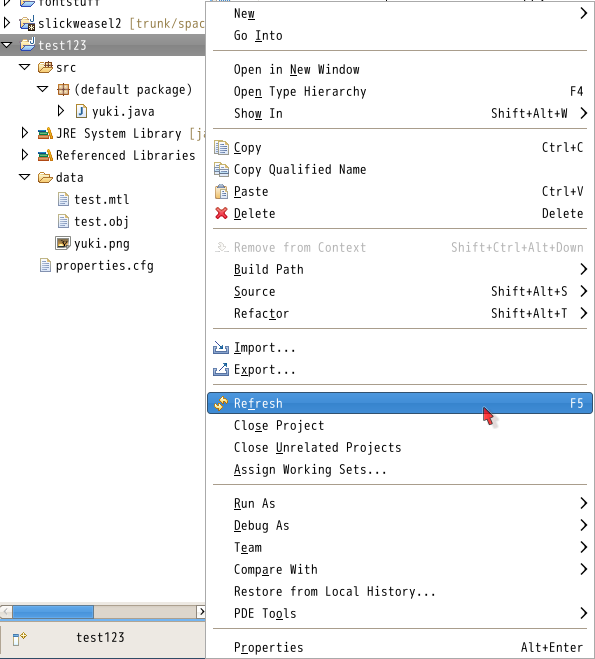 fontstuff
slickweasel2 [trunk/spac
test123
src
(default package)
yuki.java
JRE System Library [ja
Referenced Libraries
data
test.mtl
test.obj
yuki.png
properties.cfg
test123
New
Go Into
Open in New Window
Open Type Hierarchy F4
Show In Shift+Alt+W
Copy Ctrl+C
Copy Qualified Name
Paste Ctrl+V
Delete Delete
Remove from Context Shift+Ctrl+Alt+Down
Build Path
Source Shift+Alt+S
Refactor Shift+Alt+T
Import...
Export...
Refresh F5
Close Project
Close Unrelated Projects
Assign Working Sets...
Run As
Debug As
Team
Compare With
Restore from Local History...
PDE Tools
Properties Alt+Enter